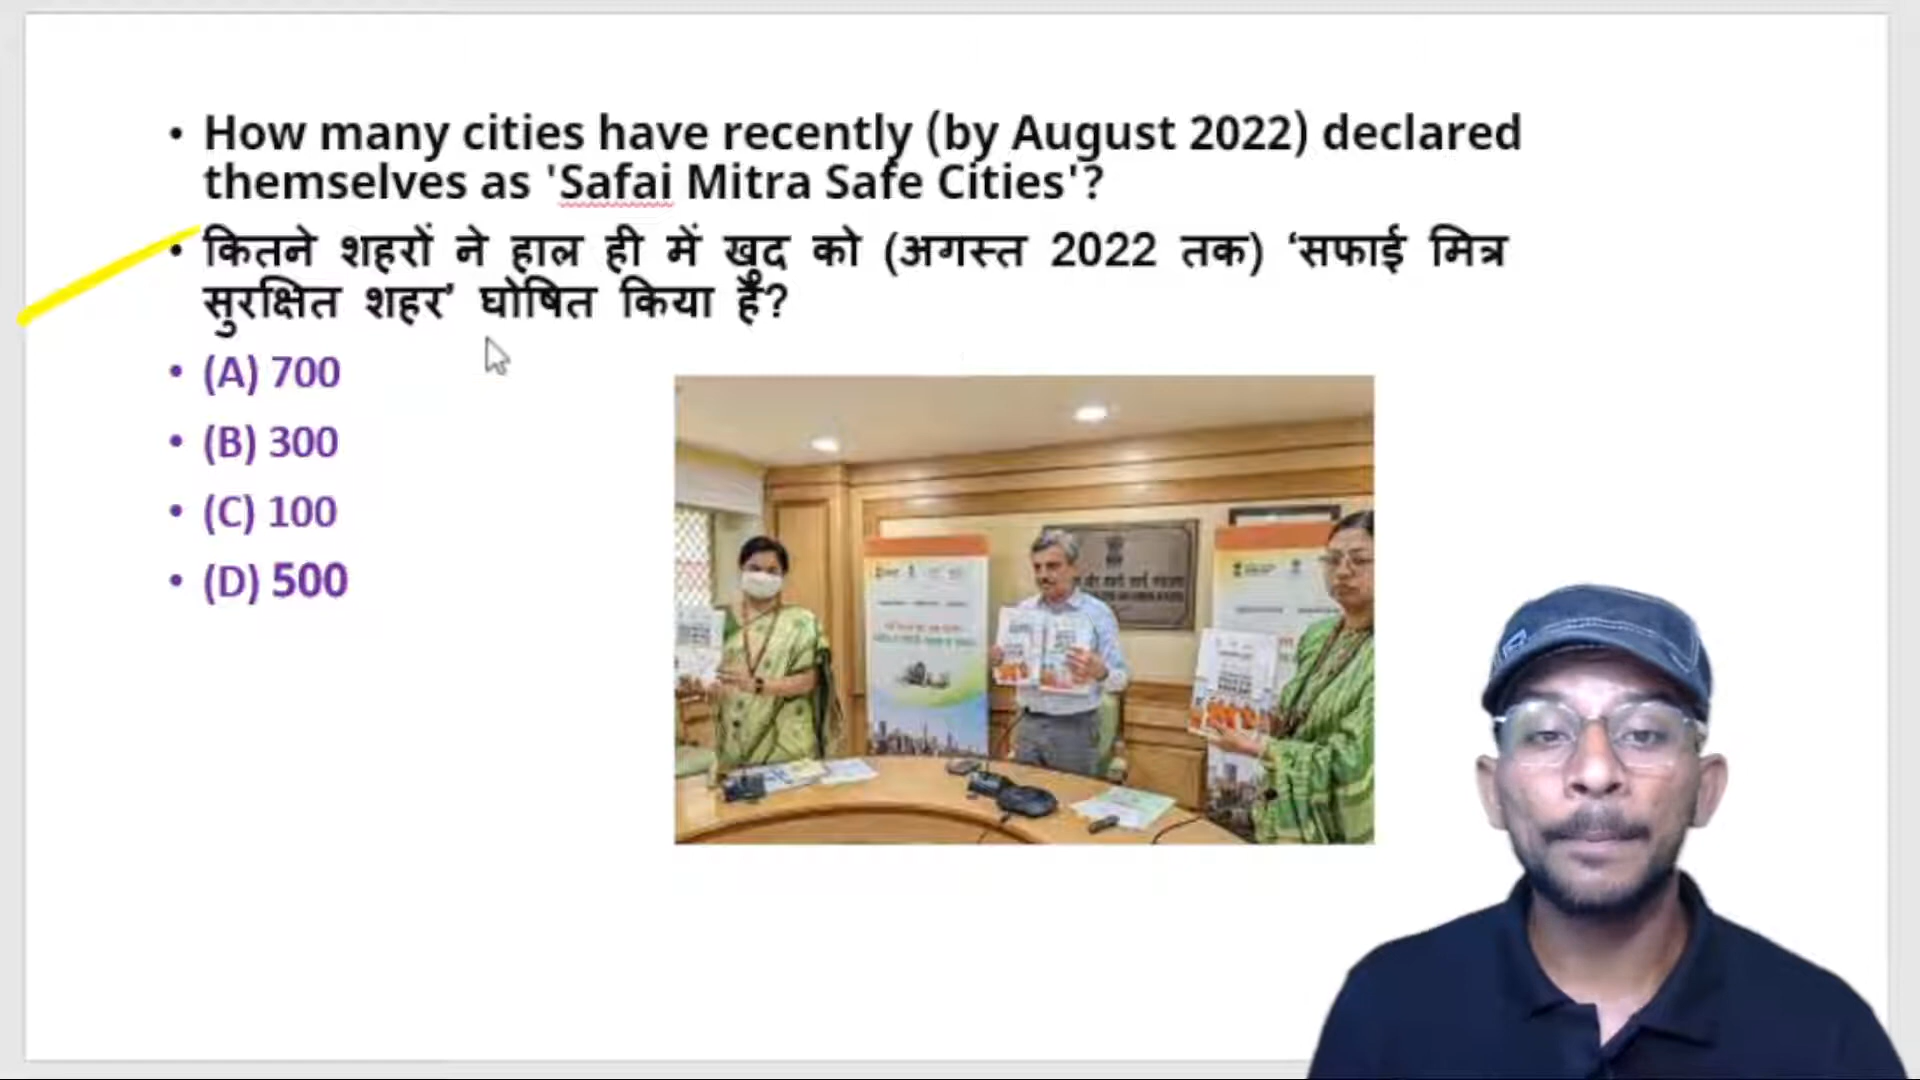 • How many cities have recently (by August 2022) declared
themselves as 'Safai Mitra Safe Cities'?
• कितने शहरों ने हाल ही में खुद को (अगस्त 2022 तक) ‘सफाई मित्र
सुरक्षित शहर’ घोषित किया है?
• (A) 700
• (B) 300
• (C) 100
• (D) 500